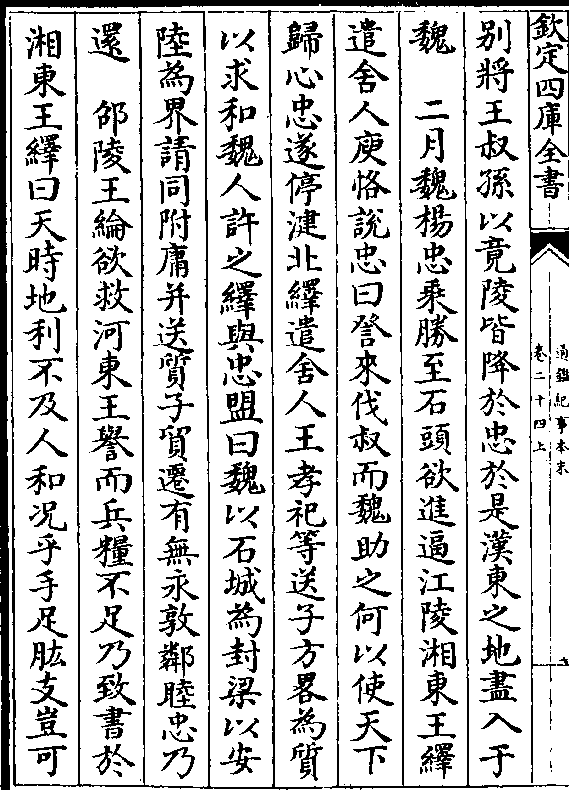 欽定四庫全書
通鑑紀事本末
卷二十四上
别將王叔孫以竟陵皆降於忠於是漢東之地盡入于
魏　二月魏楊忠乘勝至石頭欲進逼江陵湘東王繹
遣舍人庾恪說忠曰詧來伐叔而魏助之何以使天下
歸心忠遂停湕北繹遣舍人王孝祀等送子方畧為質
以求和魏人許之繹與忠盟曰魏以石城為封梁以安
陸為界請同附庸并送質子貿遷有無永敦鄰睦忠乃
還　邵陵王綸欲救河東王譽而兵糧不足乃致書於
湘東王繹曰天時地利不及人和况乎手足肱支豈可